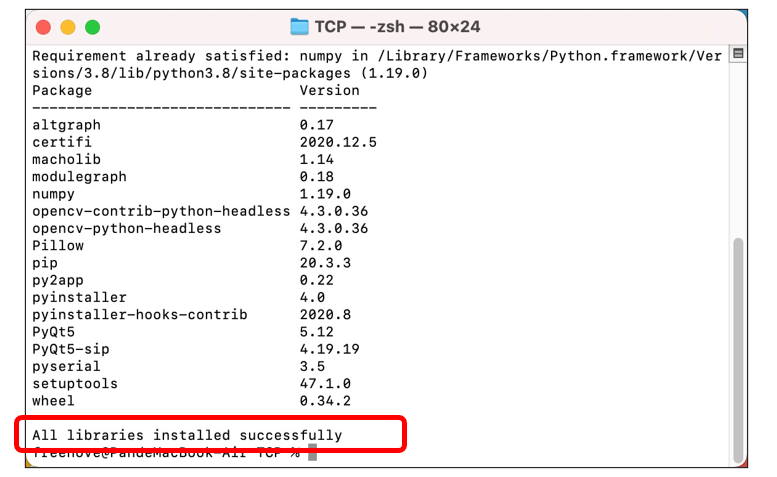 TCP — -zsh — 80×24
Requirement already satisfied: numpy in /Library/Frameworks/Python.framework/Ver
sions/3.8/lib/python3.8/site-packages (1.19.0)
Package                       Version
------------------------------ ---------
altgraph                      0.17
certifi                       2020.12.5
macholib                      1.14
modulegraph                   0.18
numpy                         1.19.0
opencv-contrib-python-headless 4.3.0.36
opencv-python-headless        4.3.0.36
Pillow                        7.2.0
pip                           20.3.3
py2app                        0.22
pyinstaller                   4.0
pyinstaller-hooks-contrib     2020.8
PyQt5                         5.12
PyQt5-sip                     4.19.19
pyserial                      3.5
setuptools                    47.1.0
wheel                         0.34.2
All libraries installed successfully
freenove@PandeMacBook-Air TCP %